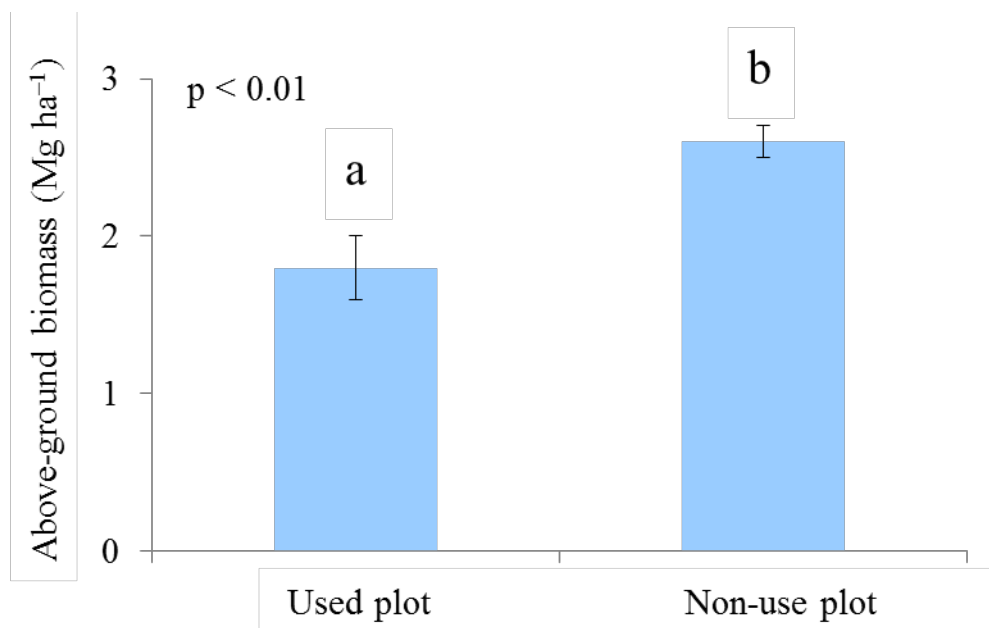 Above-ground biomass (Mg ha⁻¹)
3
2
1
0
p < 0.01
a
b
Used plot
Non-use plot